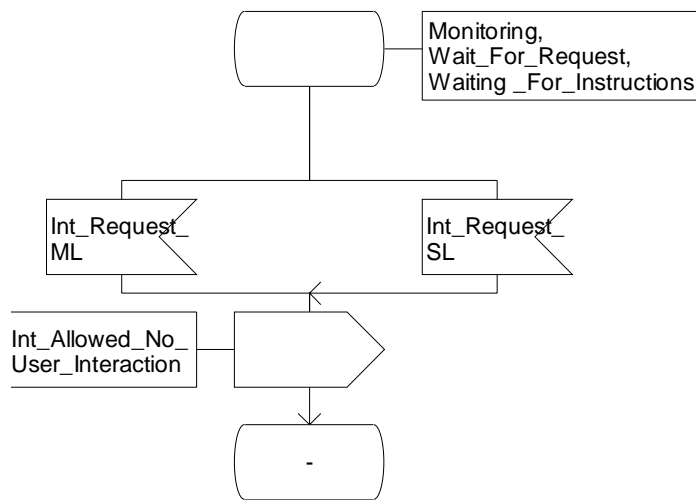 Monitoring,
Wait_For_Request,
Waiting _For_Instructions
Int_Request_
ML
Int_Request_
SL
Int_Allowed_No_
User_Interaction
-